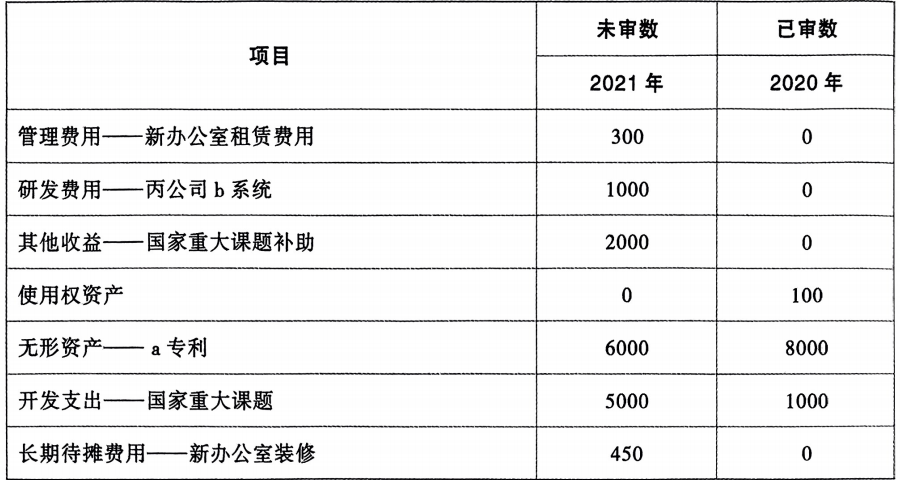 项目 未审数 已审数
2021 年 2020 年
管理费用——新办公室租赁费用 300 0
研发费用——丙公司 b 系统 1000 0
其他收益——国家重大课题补助 2000 0
使用权资产 0 100
无形资产—— a 专利 6000 8000
开发支出——国家重大课题 5000 1000
长期待摊费用——新办公室装修 450 0